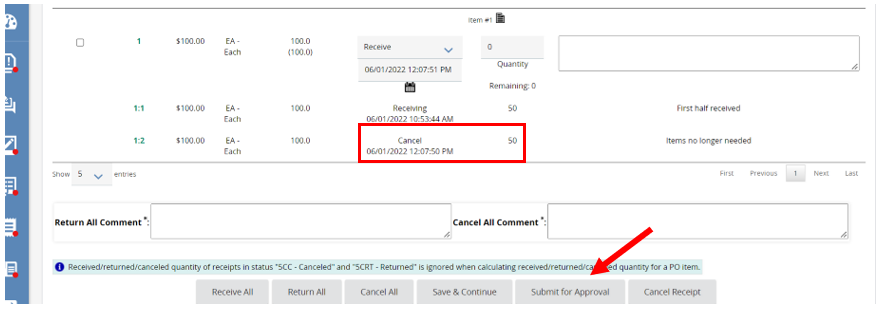 Item #1
1 $100.00 EA - Each 100.0 (100.0) Receive 0
06/01/2022 12:07:51 PM Quantity
Remaining: 0
1:1 $100.00 EA - Each 100.0 Receiving 06/01/2022 10:53:44 AM 50 First half received
1:2 $100.00 EA - Each 100.0 Cancel 06/01/2022 12:07:50 PM 50 Items no longer needed
Show 5 entries First Previous 1 Next Last
Return All Comment *: Cancel All Comment *:
Received/returned/canceled quantity of receipts in status "5CC - Canceled" and "5CRT - Returned" is ignored when calculating received/returned/canceled quantity for a PO item.
Receive All Return All Cancel All Save & Continue Submit for Approval Cancel Receipt